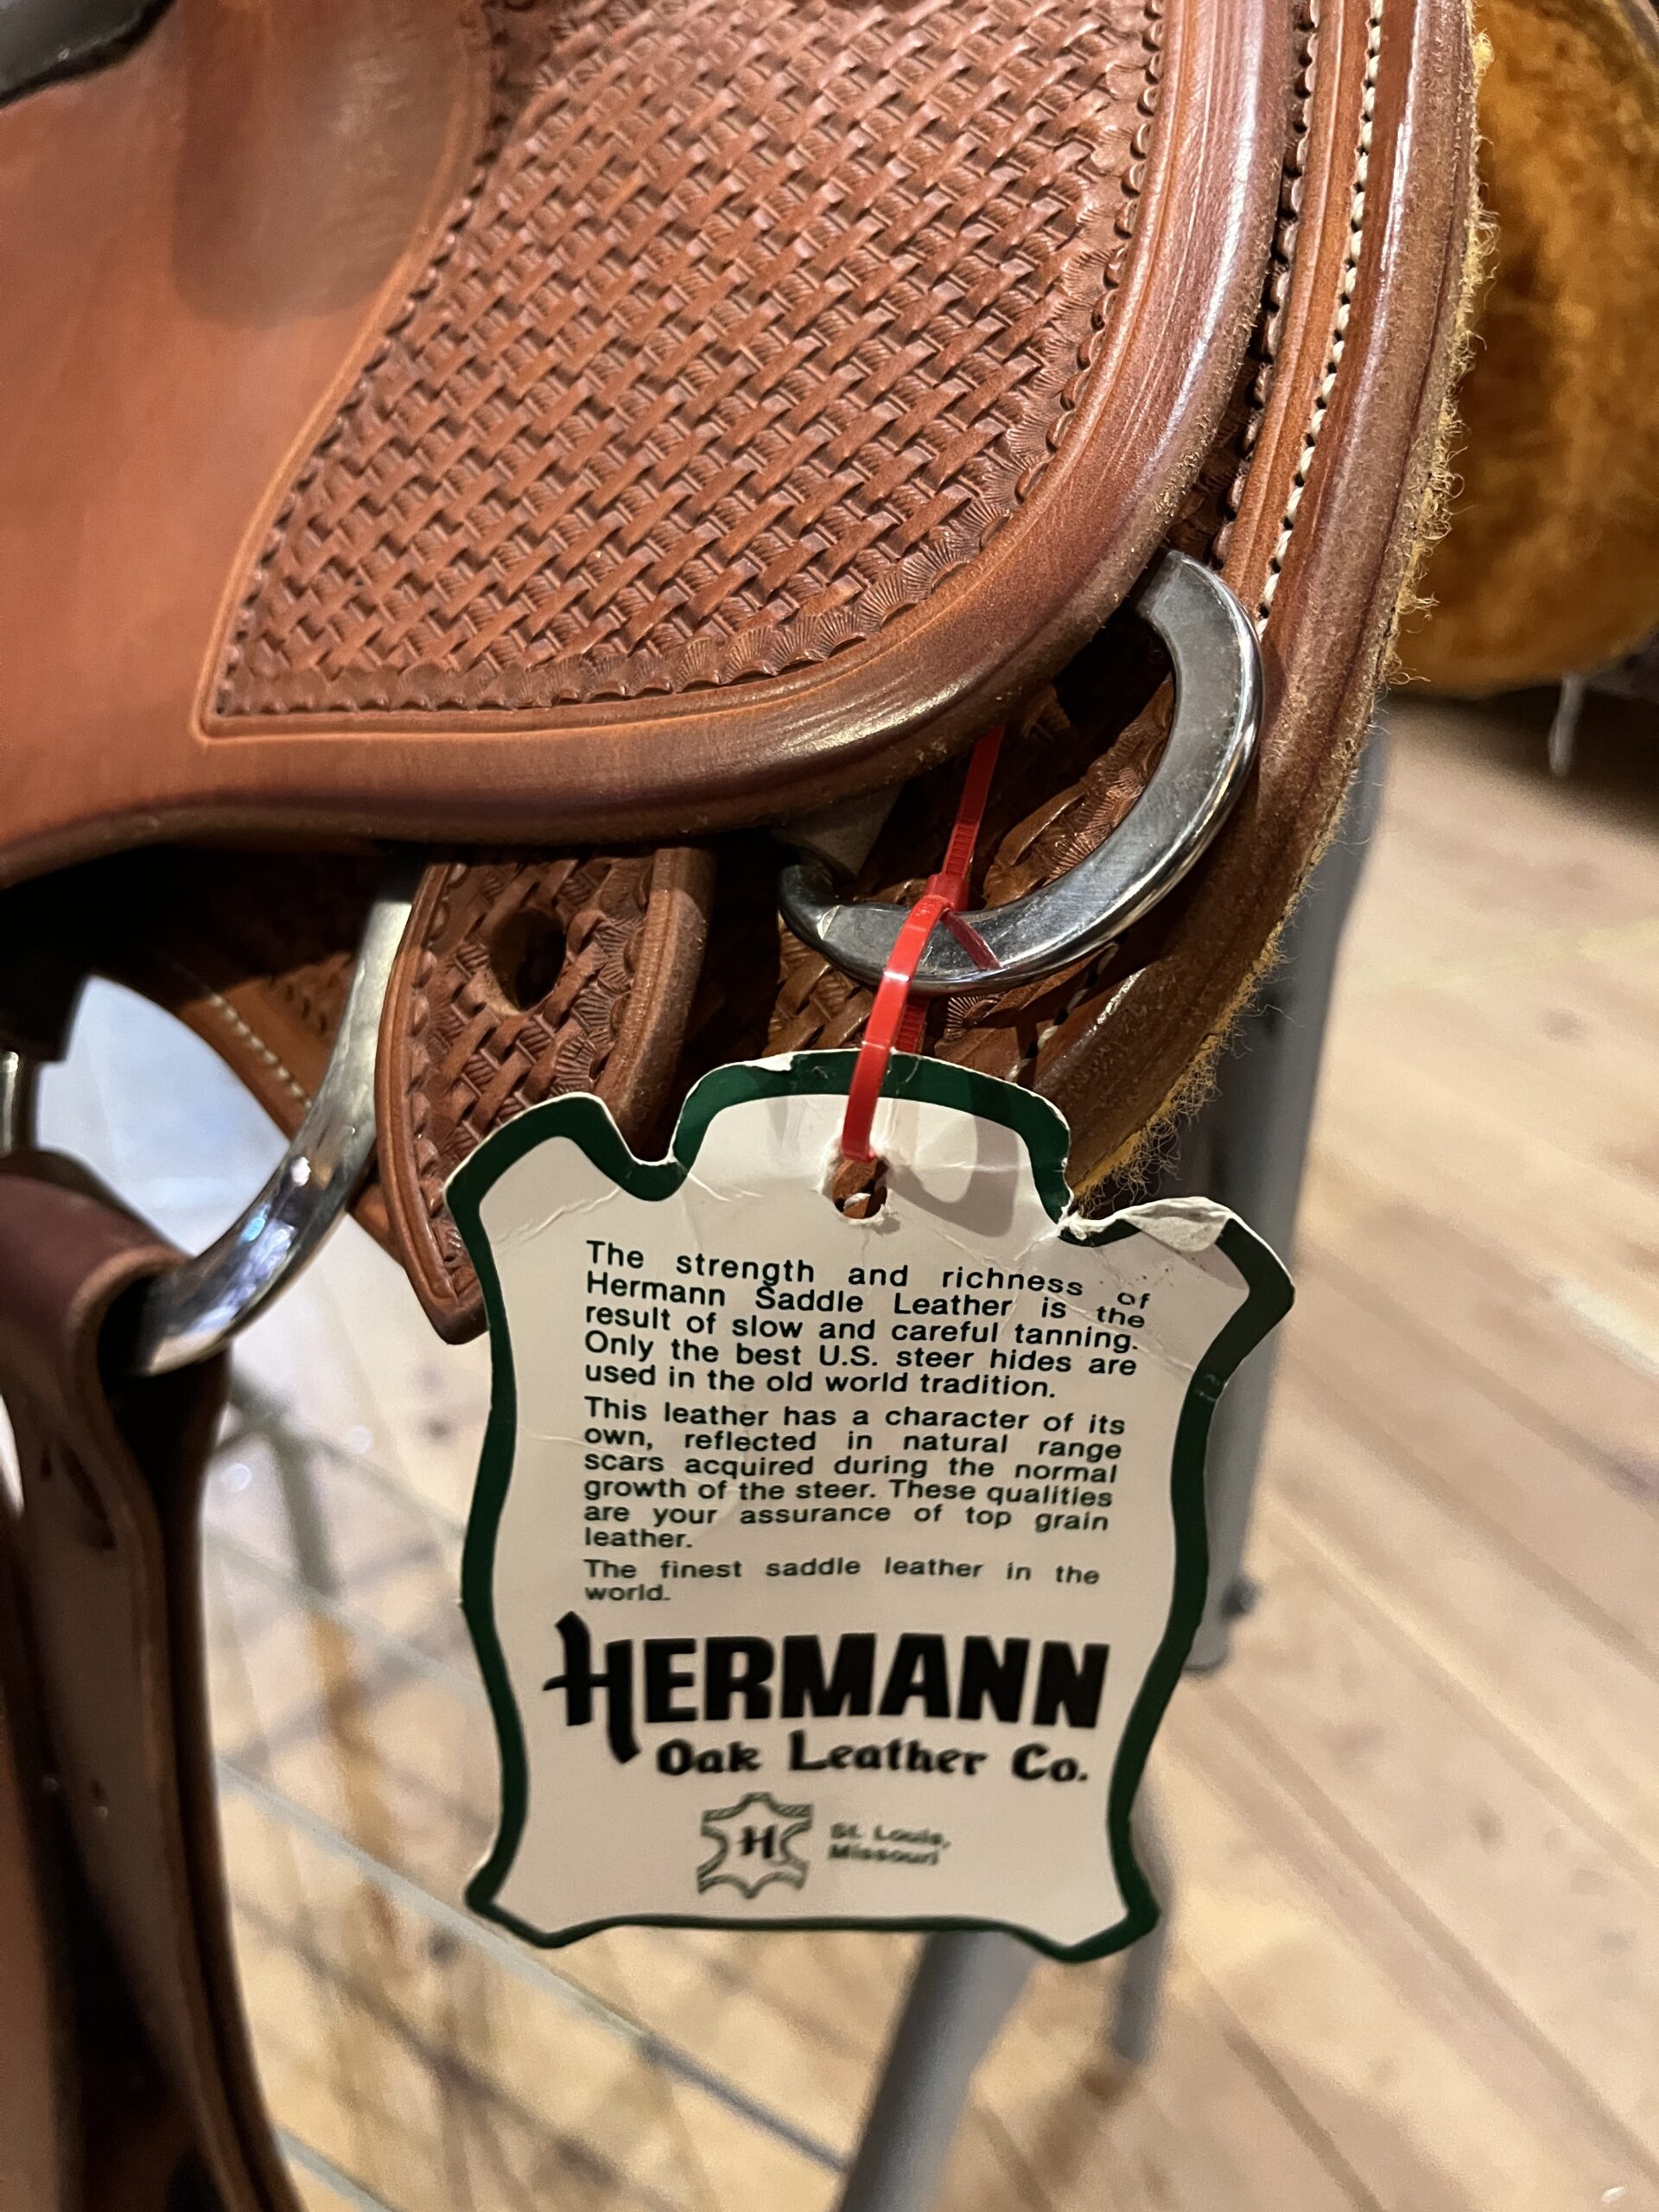 The strength and richness of
Hermann Saddle Leather is the
result of slow and careful tanning.
Only the best U.S. steer hides are
used in the old world tradition.
This leather has a character of its
own, reflected in natural range
scars acquired during the normal
growth of the steer. These qualities
are your assurance of top grain
leather.
The finest saddle leather in the
world.
HERMANN
Oak Leather Co.
H
St. Louis,
Missouri